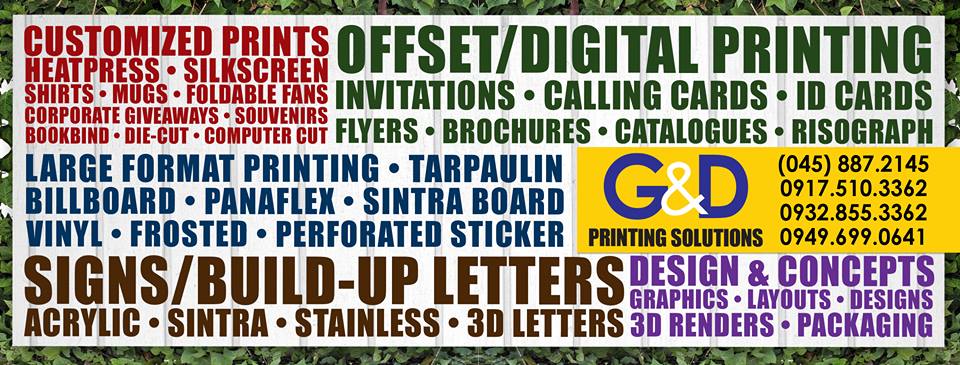 CUSTOMIZED PRINTS
HEATPRESS • SILKSCREEN
SHIRTS • MUGS • FOLDABLE FANS
CORPORATE GIVEAWAYS • SOUVENIRS
BOOKBIND • DIE-CUT • COMPUTER CUT
OFFSET/DIGITAL PRINTING
INVITATIONS • CALLING CARDS • ID CARDS
FLYERS • BROCHURES • CATALOGUES • RISOGRAPH
LARGE FORMAT PRINTING • TARPAULIN
BILLBOARD • PANAFLEX • SINTRA BOARD
VINYL • FROSTED • PERFORATED STICKER
G&D
PRINTING SOLUTIONS
(045) 887.2145
0917.510.3362
0932.855.3362
0949.699.0641
SIGNS/BUILD-UP LETTERS
ACRYLIC • SINTRA • STAINLESS • 3D LETTERS
DESIGN & CONCEPTS
GRAPHICS • LAYOUTS • DESIGNS
3D RENDERS • PACKAGING